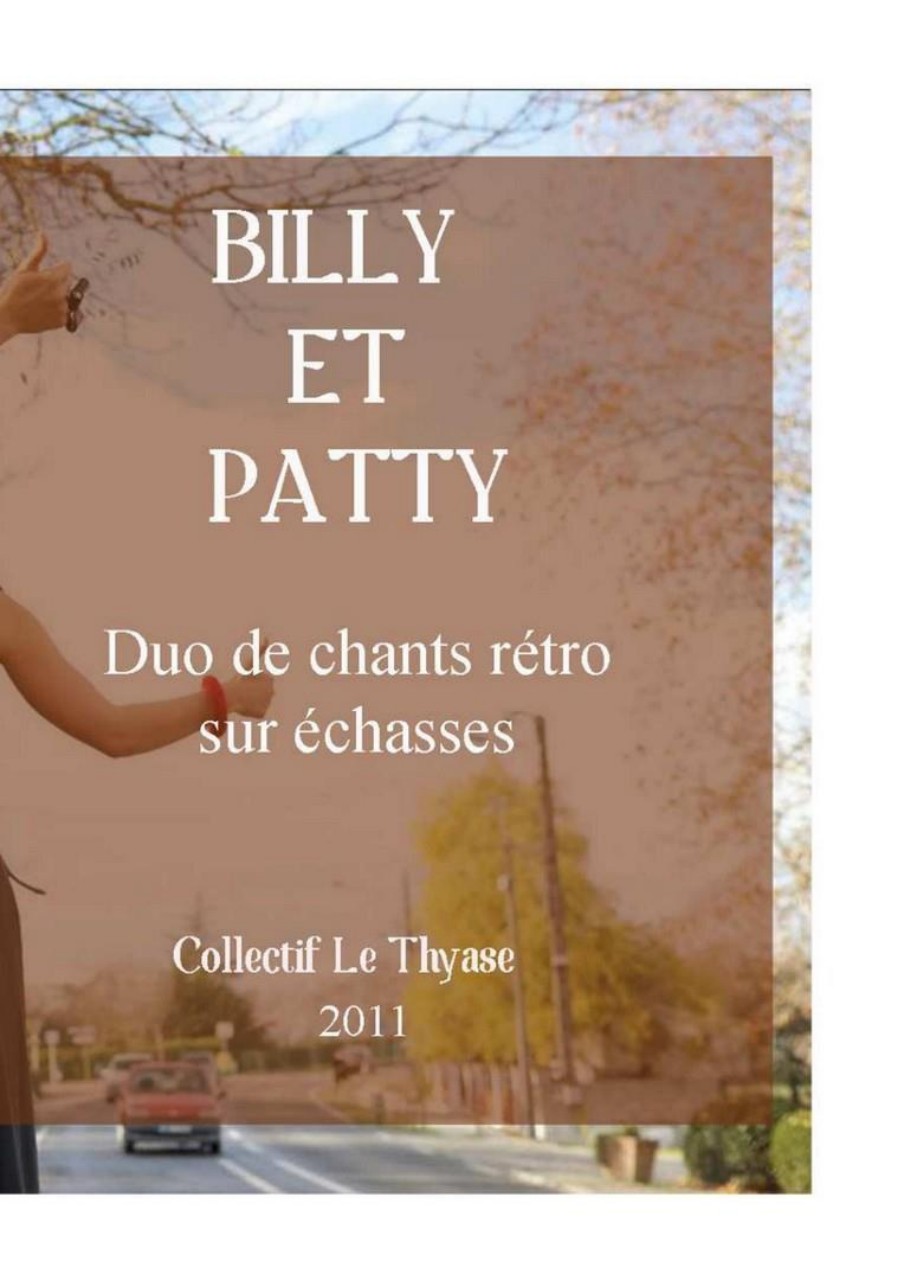 BILLY
ET
PATTY
Duo de chants rétro
sur échasses
Collectif Le Thyase
2011